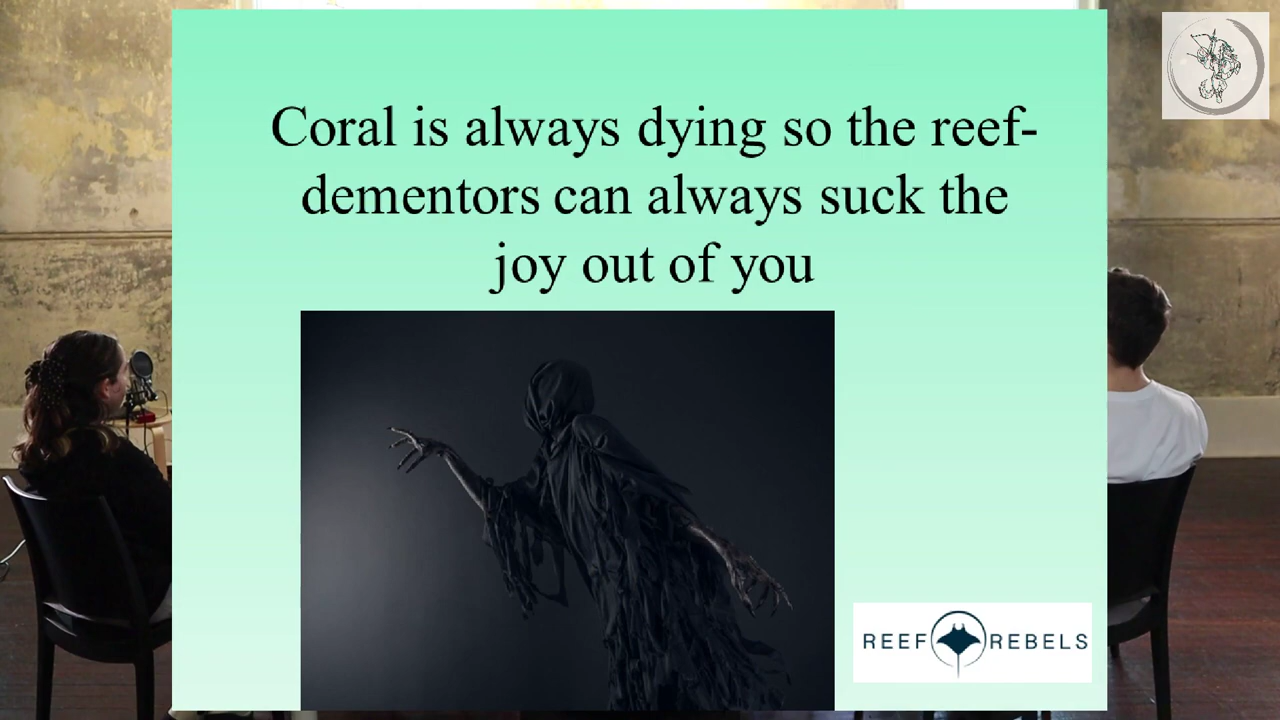 Coral is always dying so the reef-
dementors can always suck the
joy out of you
REEF REBELS